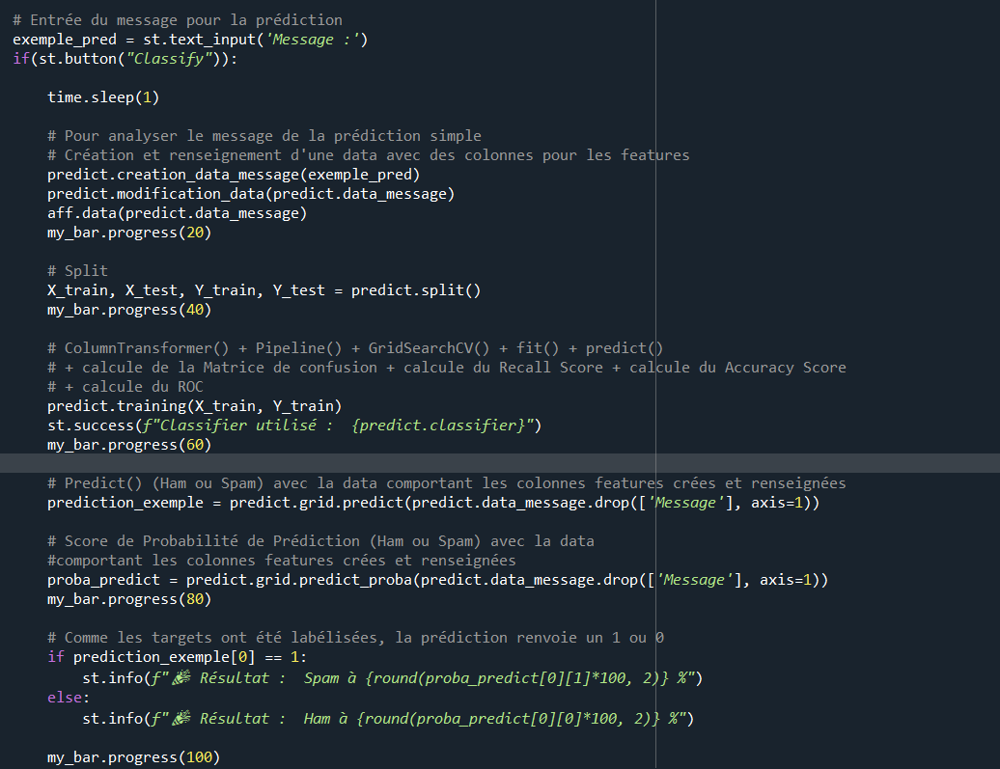 # Entrée du message pour la prédiction
exemple_pred = st.text_input('Message :')
if(st.button("Classify")):
time.sleep(1)
# Pour analyser le message de la prédiction simple
# Création et renseignement d'une data avec des colonnes pour les features
predict.creation_data_message(exemple_pred)
predict.modification_data(predict.data_message)
aff.data(predict.data_message)
my_bar.progress(20)
# Split
X_train, X_test, Y_train, Y_test = predict.split()
my_bar.progress(40)
# ColumnTransformer() + Pipeline() + GridSearchCV() + fit() + predict()
# + calcule de la Matrice de confusion + calcule du Recall Score + calcule du Accuracy Score
# + calcule du ROC
predict.training(X_train, Y_train)
st.success(f"Classifier utilisé :  {predict.classifier}")
my_bar.progress(60)
# Predict() (Ham ou Spam) avec la data comportant les colonnes features crées et renseignées
prediction_exemple = predict.grid.predict(predict.data_message.drop(['Message'], axis=1))
# Score de Probabilité de Prédiction (Ham ou Spam) avec la data
#comportant les colonnes features crées et renseignées
proba_predict = predict.grid.predict_proba(predict.data_message.drop(['Message'], axis=1))
my_bar.progress(80)
# Comme les targets ont été labélisées, la prédiction renvoie un 1 ou 0
if prediction_exemple[0] == 1:
st.info(f"🎉 Résultat :  Spam à {round(proba_predict[0][1]*100, 2)} %")
else:
st.info(f"🎉 Résultat :  Ham à {round(proba_predict[0][0]*100, 2)} %")
my_bar.progress(100)